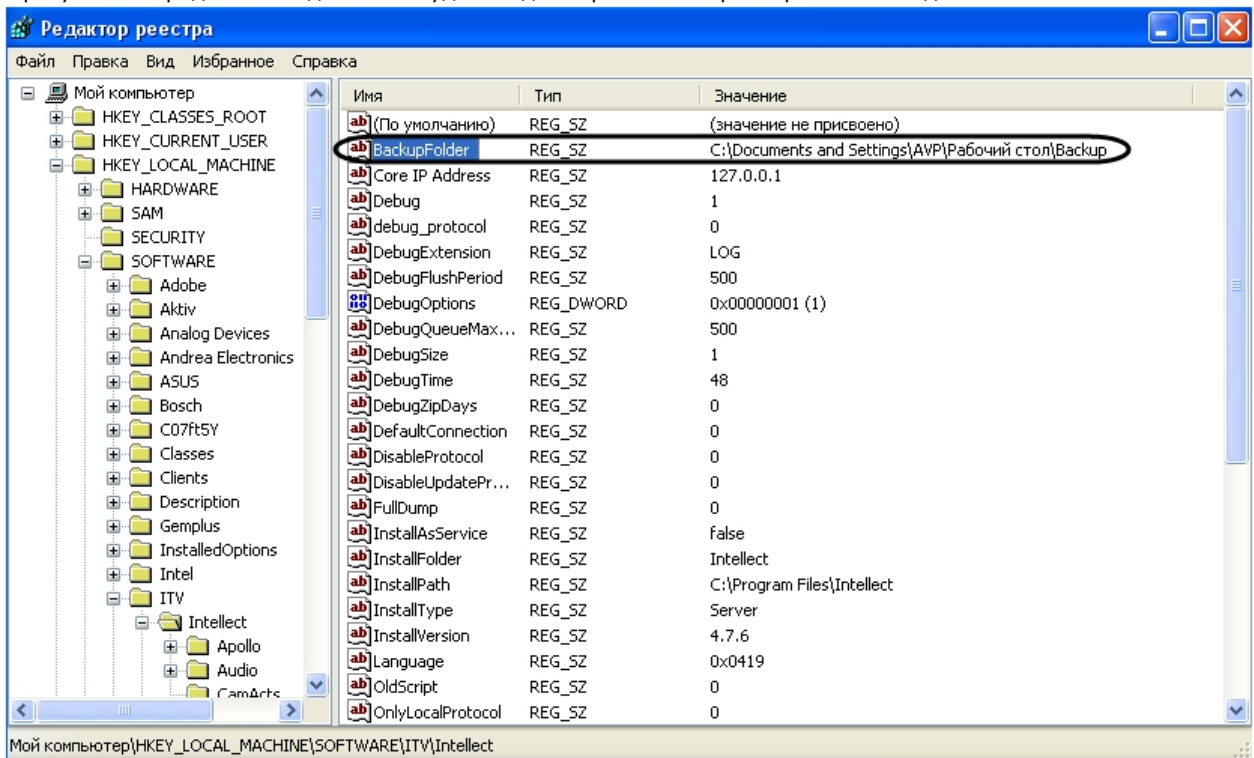 Редактор реестра
Файл Правка Вид Избранное Справка
Мой компьютер
HKEY_CLASSES_ROOT
HKEY_CURRENT_USER
HKEY_LOCAL_MACHINE
HARDWARE
SAM
SECURITY
SOFTWARE
Adobe
Aktiv
Analog Devices
Andrea Electronics
ASUS
Bosch
C07ft5Y
Classes
Clients
Description
Gemplus
InstalledOptions
Intel
ITV
Intellect
Apollo
Audio
CamActs
Имя Тип Значение
(По умолчанию) REG_SZ (значение не присвоено)
BackupFolder REG_SZ C:\Documents and Settings\AVP\Рабочий стол\Backup
Core IP Address REG_SZ 127.0.0.1
Debug REG_SZ 1
debug_protocol REG_SZ 0
DebugExtension REG_SZ LOG
DebugFlushPeriod REG_SZ 500
DebugOptions REG_DWORD 0x00000001 (1)
DebugQueueMax... REG_SZ 500
DebugSize REG_SZ 1
DebugTime REG_SZ 48
DebugZipDays REG_SZ 0
DefaultConnection REG_SZ 0
DisableProtocol REG_SZ 0
DisableUpdatePr... REG_SZ 0
FullDump REG_SZ 0
InstallAsService REG_SZ false
InstallFolder REG_SZ Intellect
InstallPath REG_SZ C:\Program Files\Intellect
InstallType REG_SZ Server
InstallVersion REG_SZ 4.7.6
Language REG_SZ 0x0419
OldScript REG_SZ 0
OnlyLocalProtocol REG_SZ 0
Мой компьютер\HKEY_LOCAL_MACHINE\SOFTWARE\ITV\Intellect